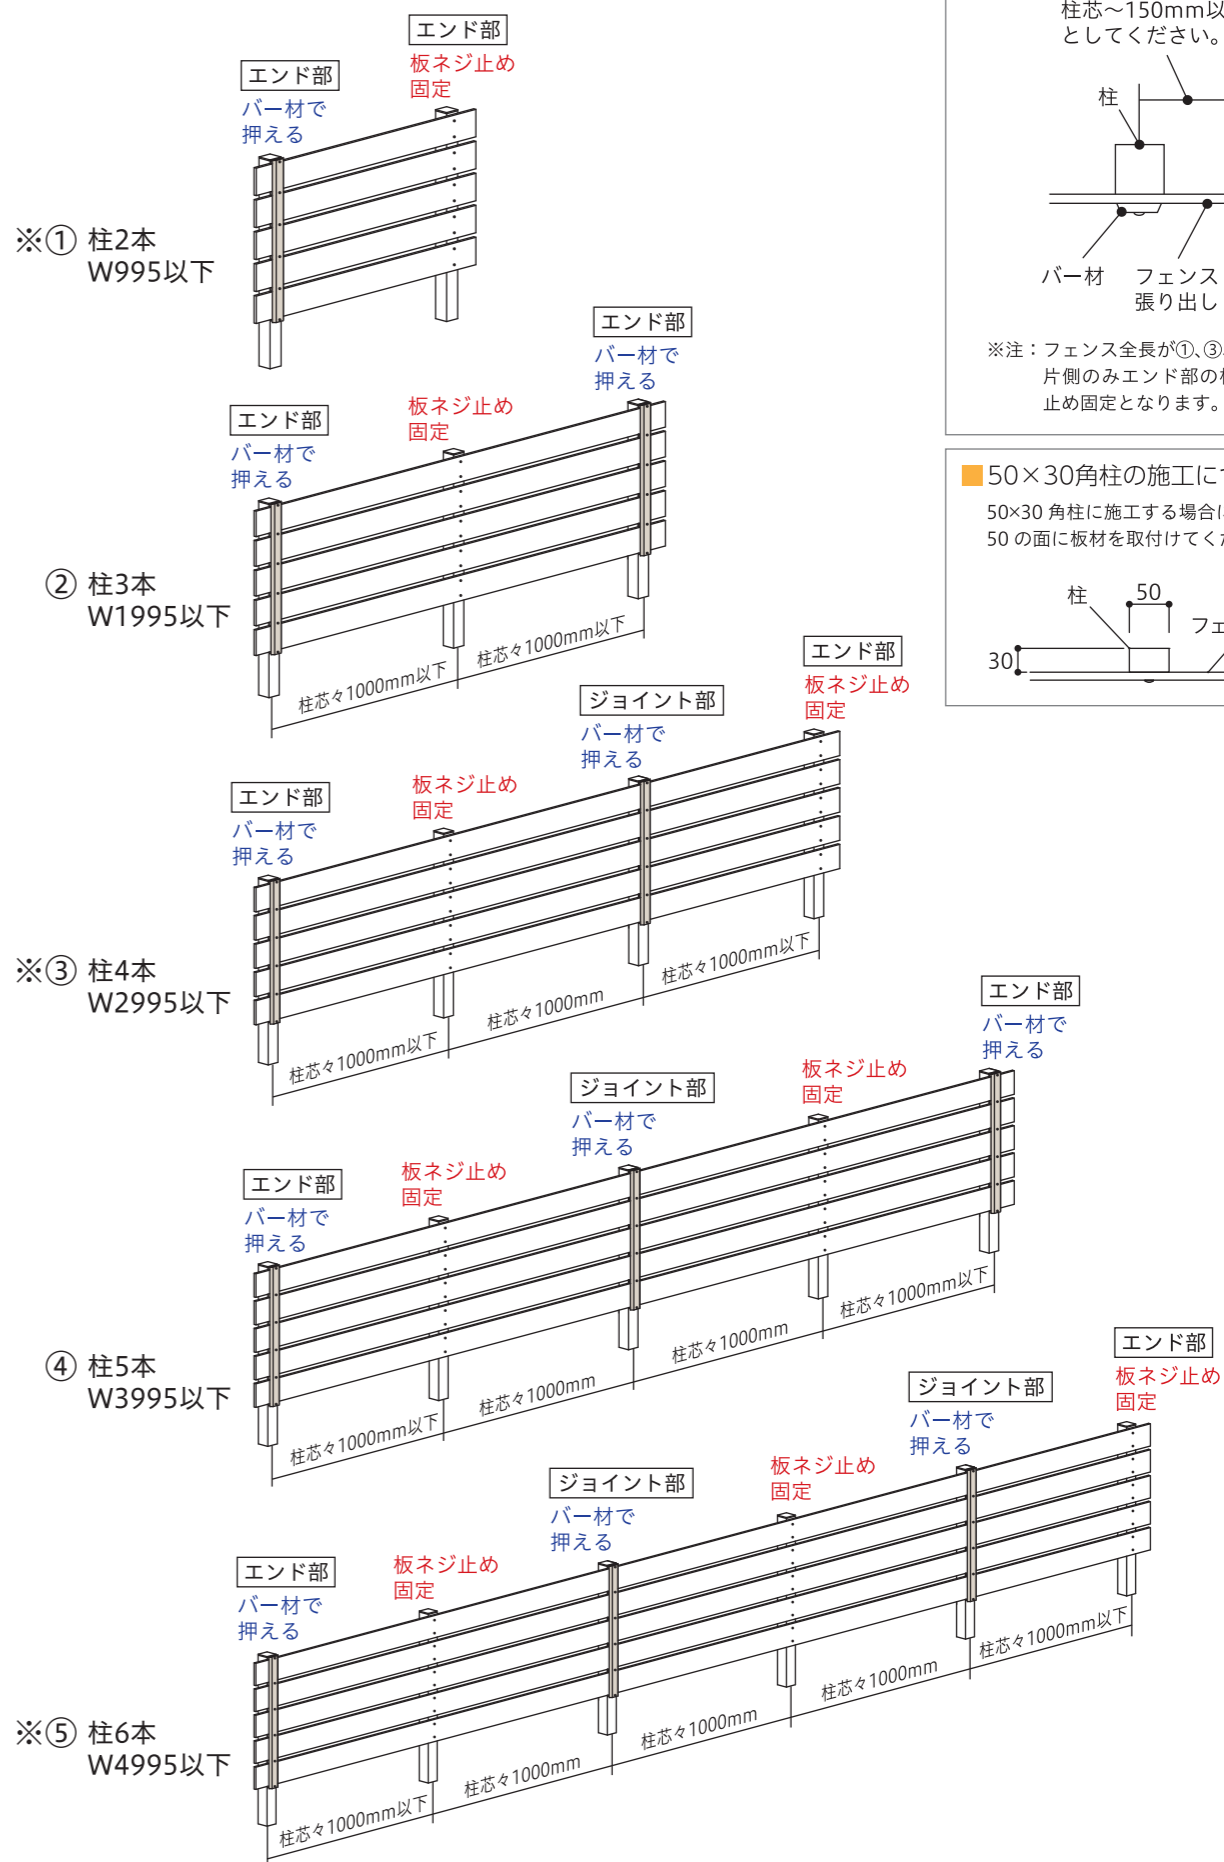 エンド部
板ネジ止め
固定
エンド部
バー材で
押える
※① 柱2本
W995以下
エンド部
バー材で
押える
板ネジ止め
固定
エンド部
バー材で
押える
② 柱3本
W1995以下
柱芯々1000mm以下
柱芯々1000mm以下
エンド部
板ネジ止め
固定
ジョイント部
バー材で
押える
板ネジ止め
固定
エンド部
バー材で
押える
※③ 柱4本
W2995以下
柱芯々1000mm以下
柱芯々1000mm
柱芯々1000mm以下
エンド部
バー材で
押える
板ネジ止め
固定
ジョイント部
バー材で
押える
板ネジ止め
固定
エンド部
バー材で
押える
④ 柱5本
W3995以下
柱芯々1000mm以下
柱芯々1000mm
柱芯々1000mm
柱芯々1000mm以下
エンド部
板ネジ止め
固定
ジョイント部
バー材で
押える
板ネジ止め
固定
ジョイント部
バー材で
押える
板ネジ止め
固定
エンド部
バー材で
押える
※⑤ 柱6本
W4995以下
柱芯々1000mm以下
柱芯々1000mm
柱芯々1000mm
柱芯々1000mm
柱芯々1000mm以下
柱芯〜150mm以
としてください。
柱
バー材
フェンス
張り出し
※注：フェンス全長が①、③、
片側のみエンド部の
止め固定となります。
■50×30角柱の施工に
50×30 角柱に施工する場合
50 の面に板材を取付けてく
柱
50
フェ
30